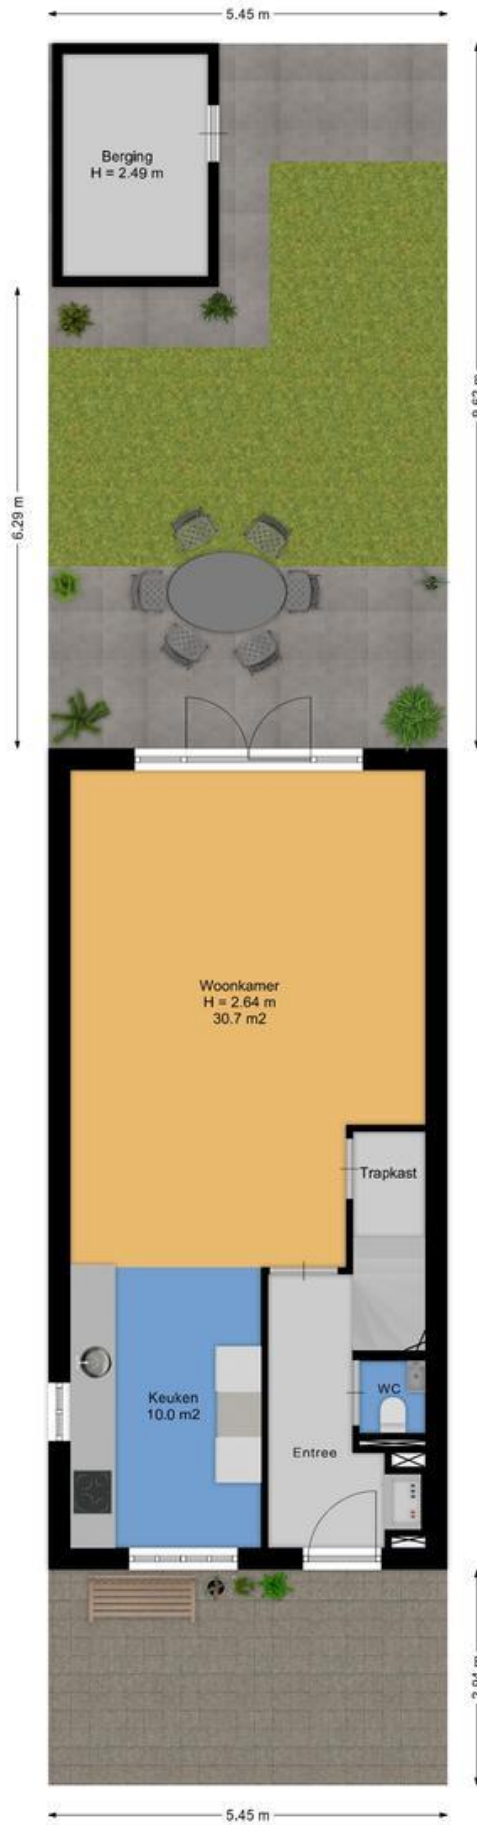 5.45 m
Berging
H = 2.49 m
6.29 m
Woonkamer
H = 2.64 m
30.7 m2
Trapkast
WC
Keuken
10.0 m2
Entree
5.45 m